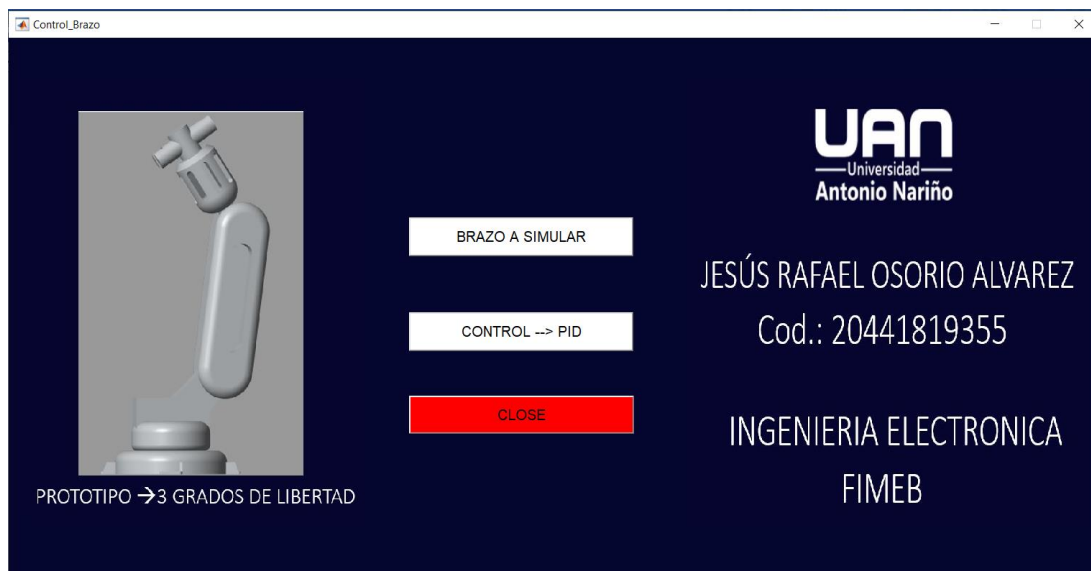 Control_Brazo
PROTOTIPO →3 GRADOS DE LIBERTAD
BRAZO A SIMULAR
CONTROL --> PID
CLOSE
UAN
Universidad
Antonio Nariño
JESÚS RAFAEL OSORIO ALVAREZ
Cod.: 20441819355
INGENIERIA ELECTRONICA
FIMEB